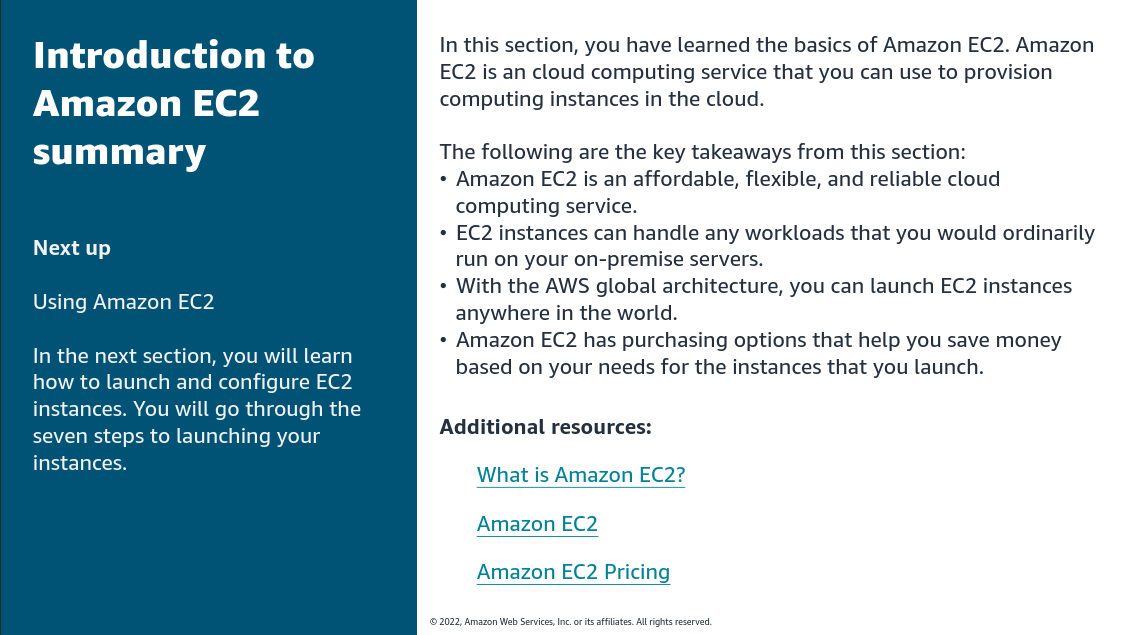 Introduction to
Amazon EC2
summary
Next up
Using Amazon EC2
In the next section, you will learn
how to launch and configure EC2
instances. You will go through the
seven steps to launching your
instances.
In this section, you have learned the basics of Amazon EC2. Amazon
EC2 is an cloud computing service that you can use to provision
computing instances in the cloud.
The following are the key takeaways from this section:
• Amazon EC2 is an affordable, flexible, and reliable cloud
computing service.
• EC2 instances can handle any workloads that you would ordinarily
run on your on-premise servers.
• With the AWS global architecture, you can launch EC2 instances
anywhere in the world.
• Amazon EC2 has purchasing options that help you save money
based on your needs for the instances that you launch.
Additional resources:
What is Amazon EC2?
Amazon EC2
Amazon EC2 Pricing
© 2022, Amazon Web Services, Inc. or its affiliates. All rights reserved.